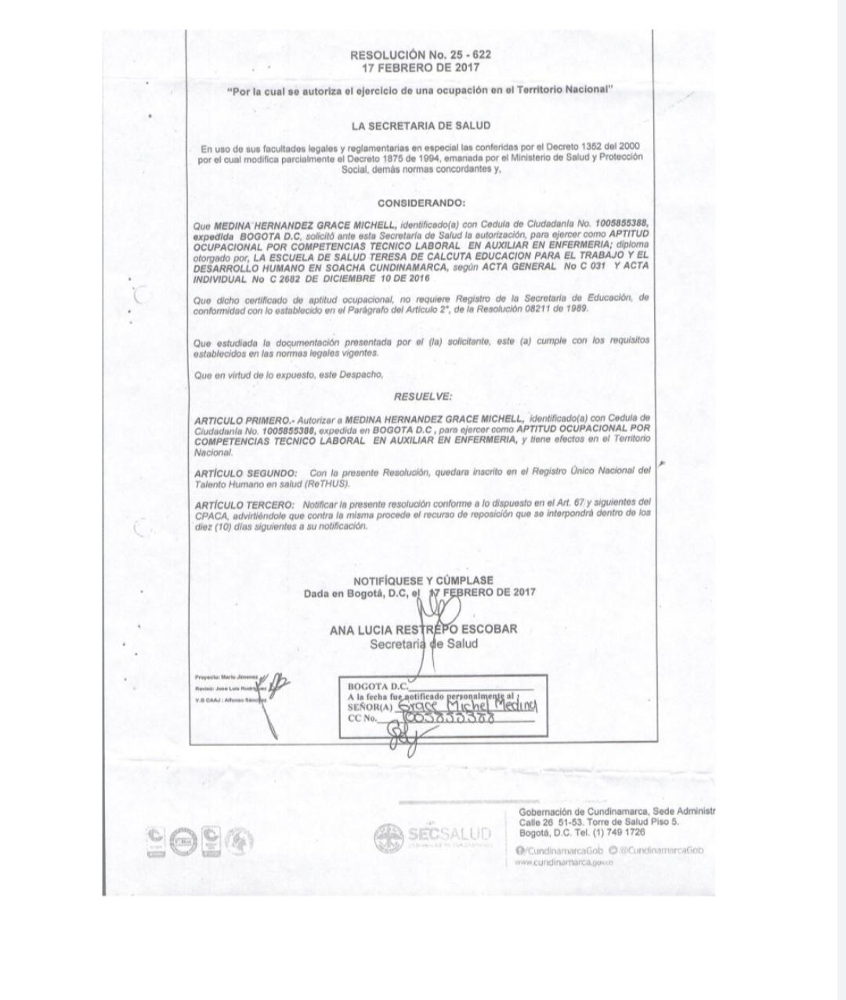 RESOLUCIÓN No. 25 - 622
17 FEBRERO DE 2017
"Por la cual se autoriza el ejercicio de una ocupación en el Territorio Nacional"
LA SECRETARIA DE SALUD
En uso de sus facultades legales y reglamentarias en especial las conferidas por el Decreto 1352 del 2000
por el cual modifica parcialmente el Decreto 1875 de 1994, emanada por el Ministerio de Salud y Protección
Social, demás normas concordantes y,
CONSIDERANDO:
Que MEDINA HERNANDEZ GRACE MICHELL, identificado(a) con Cedula de Ciudadanía No. 1005855388,
expedida BOGOTA D.C, solicitó ante esta Secretaría de Salud la autorización, para ejercer como APTITUD
OCUPACIONAL POR COMPETENCIAS TECNICO LABORAL EN AUXILIAR EN ENFERMERIA; diploma
otorgado por, LA ESCUELA DE SALUD TERESA DE CALCUTA EDUCACION PARA EL TRABAJO Y EL
DESARROLLO HUMANO EN SOACHA CUNDINAMARCA, según ACTA GENERAL No C 031 Y ACTA
INDIVIDUAL No C 2682 DE DICIEMBRE 10 DE 2016
Que dicho certificado de aptitud ocupacional, no requiere Registro de la Secretaria de Educación, de
conformidad con lo establecido en el Parágrafo del Articulo 2°, de la Resolución 08211 de 1989.
Que estudiada la documentación presentada por el (la) solicitante, este (a) cumple con los requisitos
establecidos en las normas legales vigentes.
Que en virtud de lo expuesto, este Despacho,
RESUELVE:
ARTICULO PRIMERO.- Autorizar a MEDINA HERNANDEZ GRACE MICHELL, identificado(a) con Cedula de
Ciudadanía No. 1005855388, expedida en BOGOTA D.C , para ejercer como APTITUD OCUPACIONAL POR
COMPETENCIAS TECNICO LABORAL EN AUXILIAR EN ENFERMERIA, y tiene efectos en el Territorio
Nacional.
ARTÍCULO SEGUNDO: Con la presente Resolución, quedara inscrito en el Registro Único Nacional del
Talento Humano en salud (ReTHUS).
ARTÍCULO TERCERO: Notificar la presente resolución conforme a lo dispuesto en el Art. 67 y siguientes del
CPACA, advirtiéndole que contra la misma procede el recurso de reposición que se interpondrá dentro de los
diez (10) días siguientes a su notificación.
NOTIFÍQUESE Y CÚMPLASE
Dada en Bogotá, D.C, el 17 FEBRERO DE 2017
ANA LUCIA RESTREPO ESCOBAR
Secretaria de Salud
Proyecto: Mario Jimenez
Revisó: Jose Luis Rodríguez
V.B CAAJ : Alfonso Sánchez
BOGOTA D.C.
A la fecha fue notificado personalmente al
SEÑOR(A) Grace Michel Medina
CC No. 1005855388
SECSALUD
Gobernación de Cundinamarca, Sede Administr
Calle 26 51-53. Torre de Salud Piso 5.
Bogotá, D.C. Tel. (1) 749 1726
/CundinamarcaGob @CundinamarcaGob
www.cundinamarca.gov.co